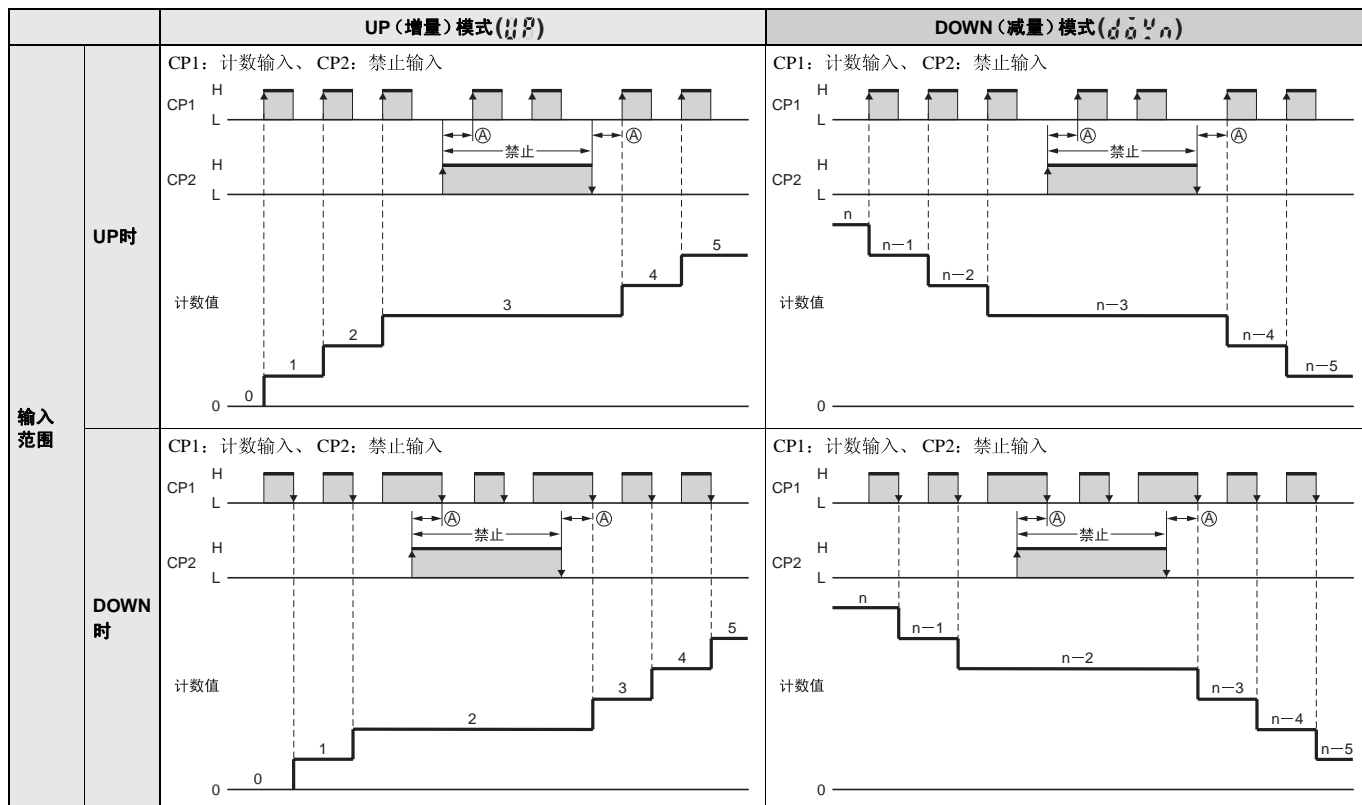 UP（增量）模式(UP)
DOWN（减量）模式(doYn)
输入
范围
UP时
CP1：计数输入、CP2：禁止输入
H
CP1
L
Ⓐ
Ⓐ
禁止
H
CP2
L
计数值
0
1
2
3
4
5
0
CP1：计数输入、CP2：禁止输入
H
CP1
L
Ⓐ
Ⓐ
禁止
H
CP2
L
n
n－1
n－2
n－3
n－4
n－5
计数值
0
DOWN
时
CP1：计数输入、CP2：禁止输入
H
CP1
L
Ⓐ
Ⓐ
禁止
H
CP2
L
计数值
0
1
2
3
4
5
0
CP1：计数输入、CP2：禁止输入
H
CP1
L
Ⓐ
Ⓐ
禁止
H
CP2
L
n
n－1
n－2
n－3
n－4
n－5
计数值
0